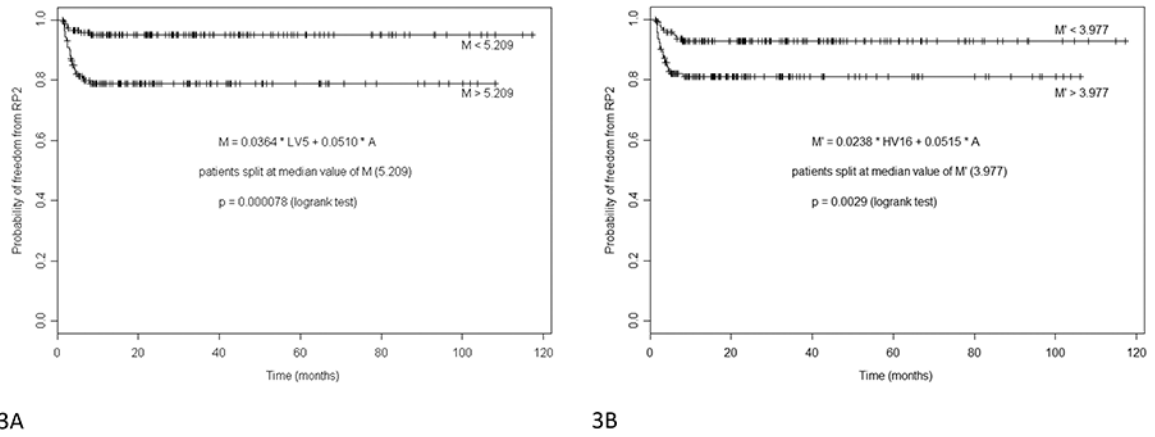 Probability of freedom from RP2
1.0
0.8
0.6
0.4
0.2
0.0
M < 5.209
M > 5.209
M = 0.0364 * LV5 + 0.0510 * A
patients split at median value of M (5.209)
p = 0.000078 (logrank test)
0 20 40 60 80 100 120
Time (months)
3A
Probability of freedom from RP2
1.0
0.8
0.6
0.4
0.2
0.0
M' < 3.977
M' > 3.977
M' = 0.0238 * HV16 + 0.0515 * A
patients split at median value of M' (3.977)
p = 0.0029 (logrank test)
0 20 40 60 80 100 120
Time (months)
3B